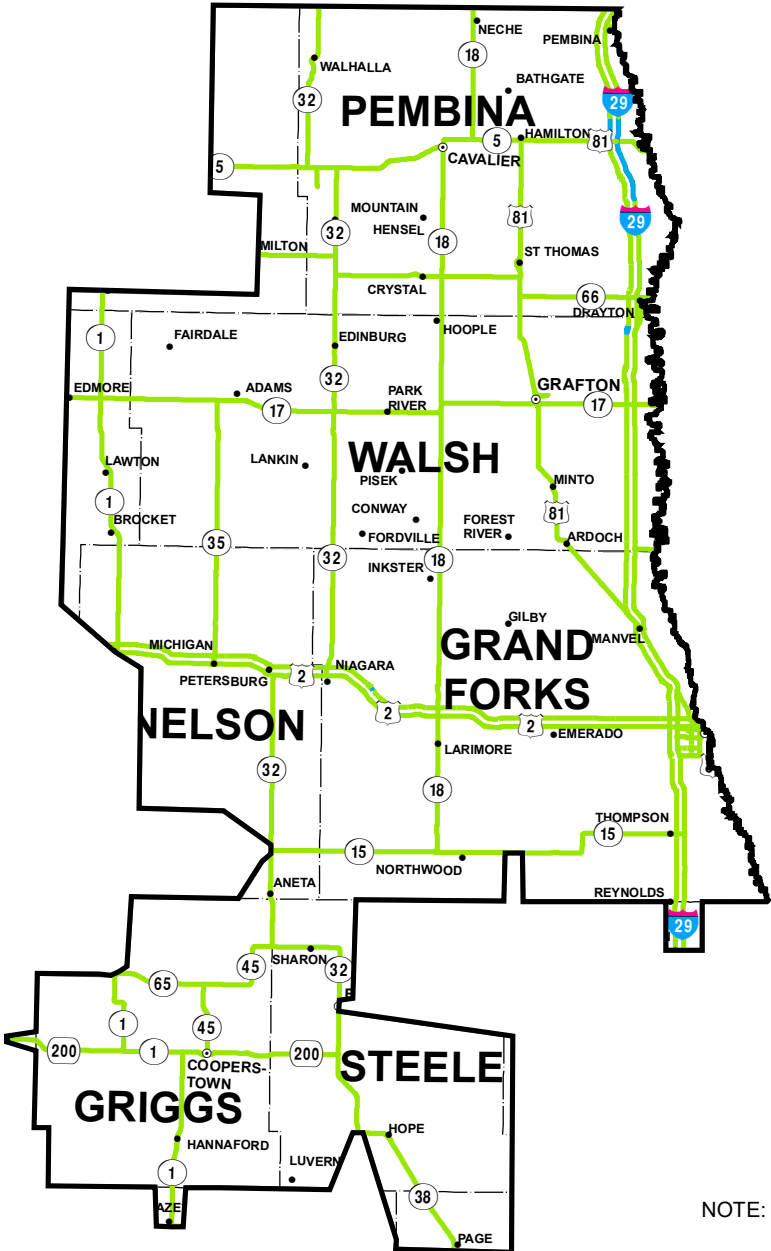 NECHE
PEMBINA
18
WALHALLA
BATHGATE
32
PEMBINA
29
5
HAMILTON
81
5
CAVALIER
MOUNTAIN
HENSEL
81
29
32
18
MILTON
ST THOMAS
CRYSTAL
66
DRAYTON
1
FAIRDALE
EDINBURG
HOOPLE
32
EDMORE
ADAMS
PARK
RIVER
GRAFTON
17
17
LAWTON
LANKIN
WALSH
PISEK
MINTO
1
BROCKET
CONWAY
FORDVILLE
FOREST
RIVER
81
ARDOCH
35
32
18
INKSTER
GILBY
MICHIGAN
GRAND
FORKS
MANVEL
PETERSBURG
2
NIAGARA
2
2
EMERADO
NELSON
LARIMORE
32
18
THOMPSON
15
15
NORTHWOOD
ANETA
REYNOLDS
29
SHARON
45
32
65
1
45
200
1
200
COOPERS-
TOWN
STEELE
GRIGGS
HOPE
HANNAFORD
LUVERN
1
38
AZE
PAGE
NOTE: